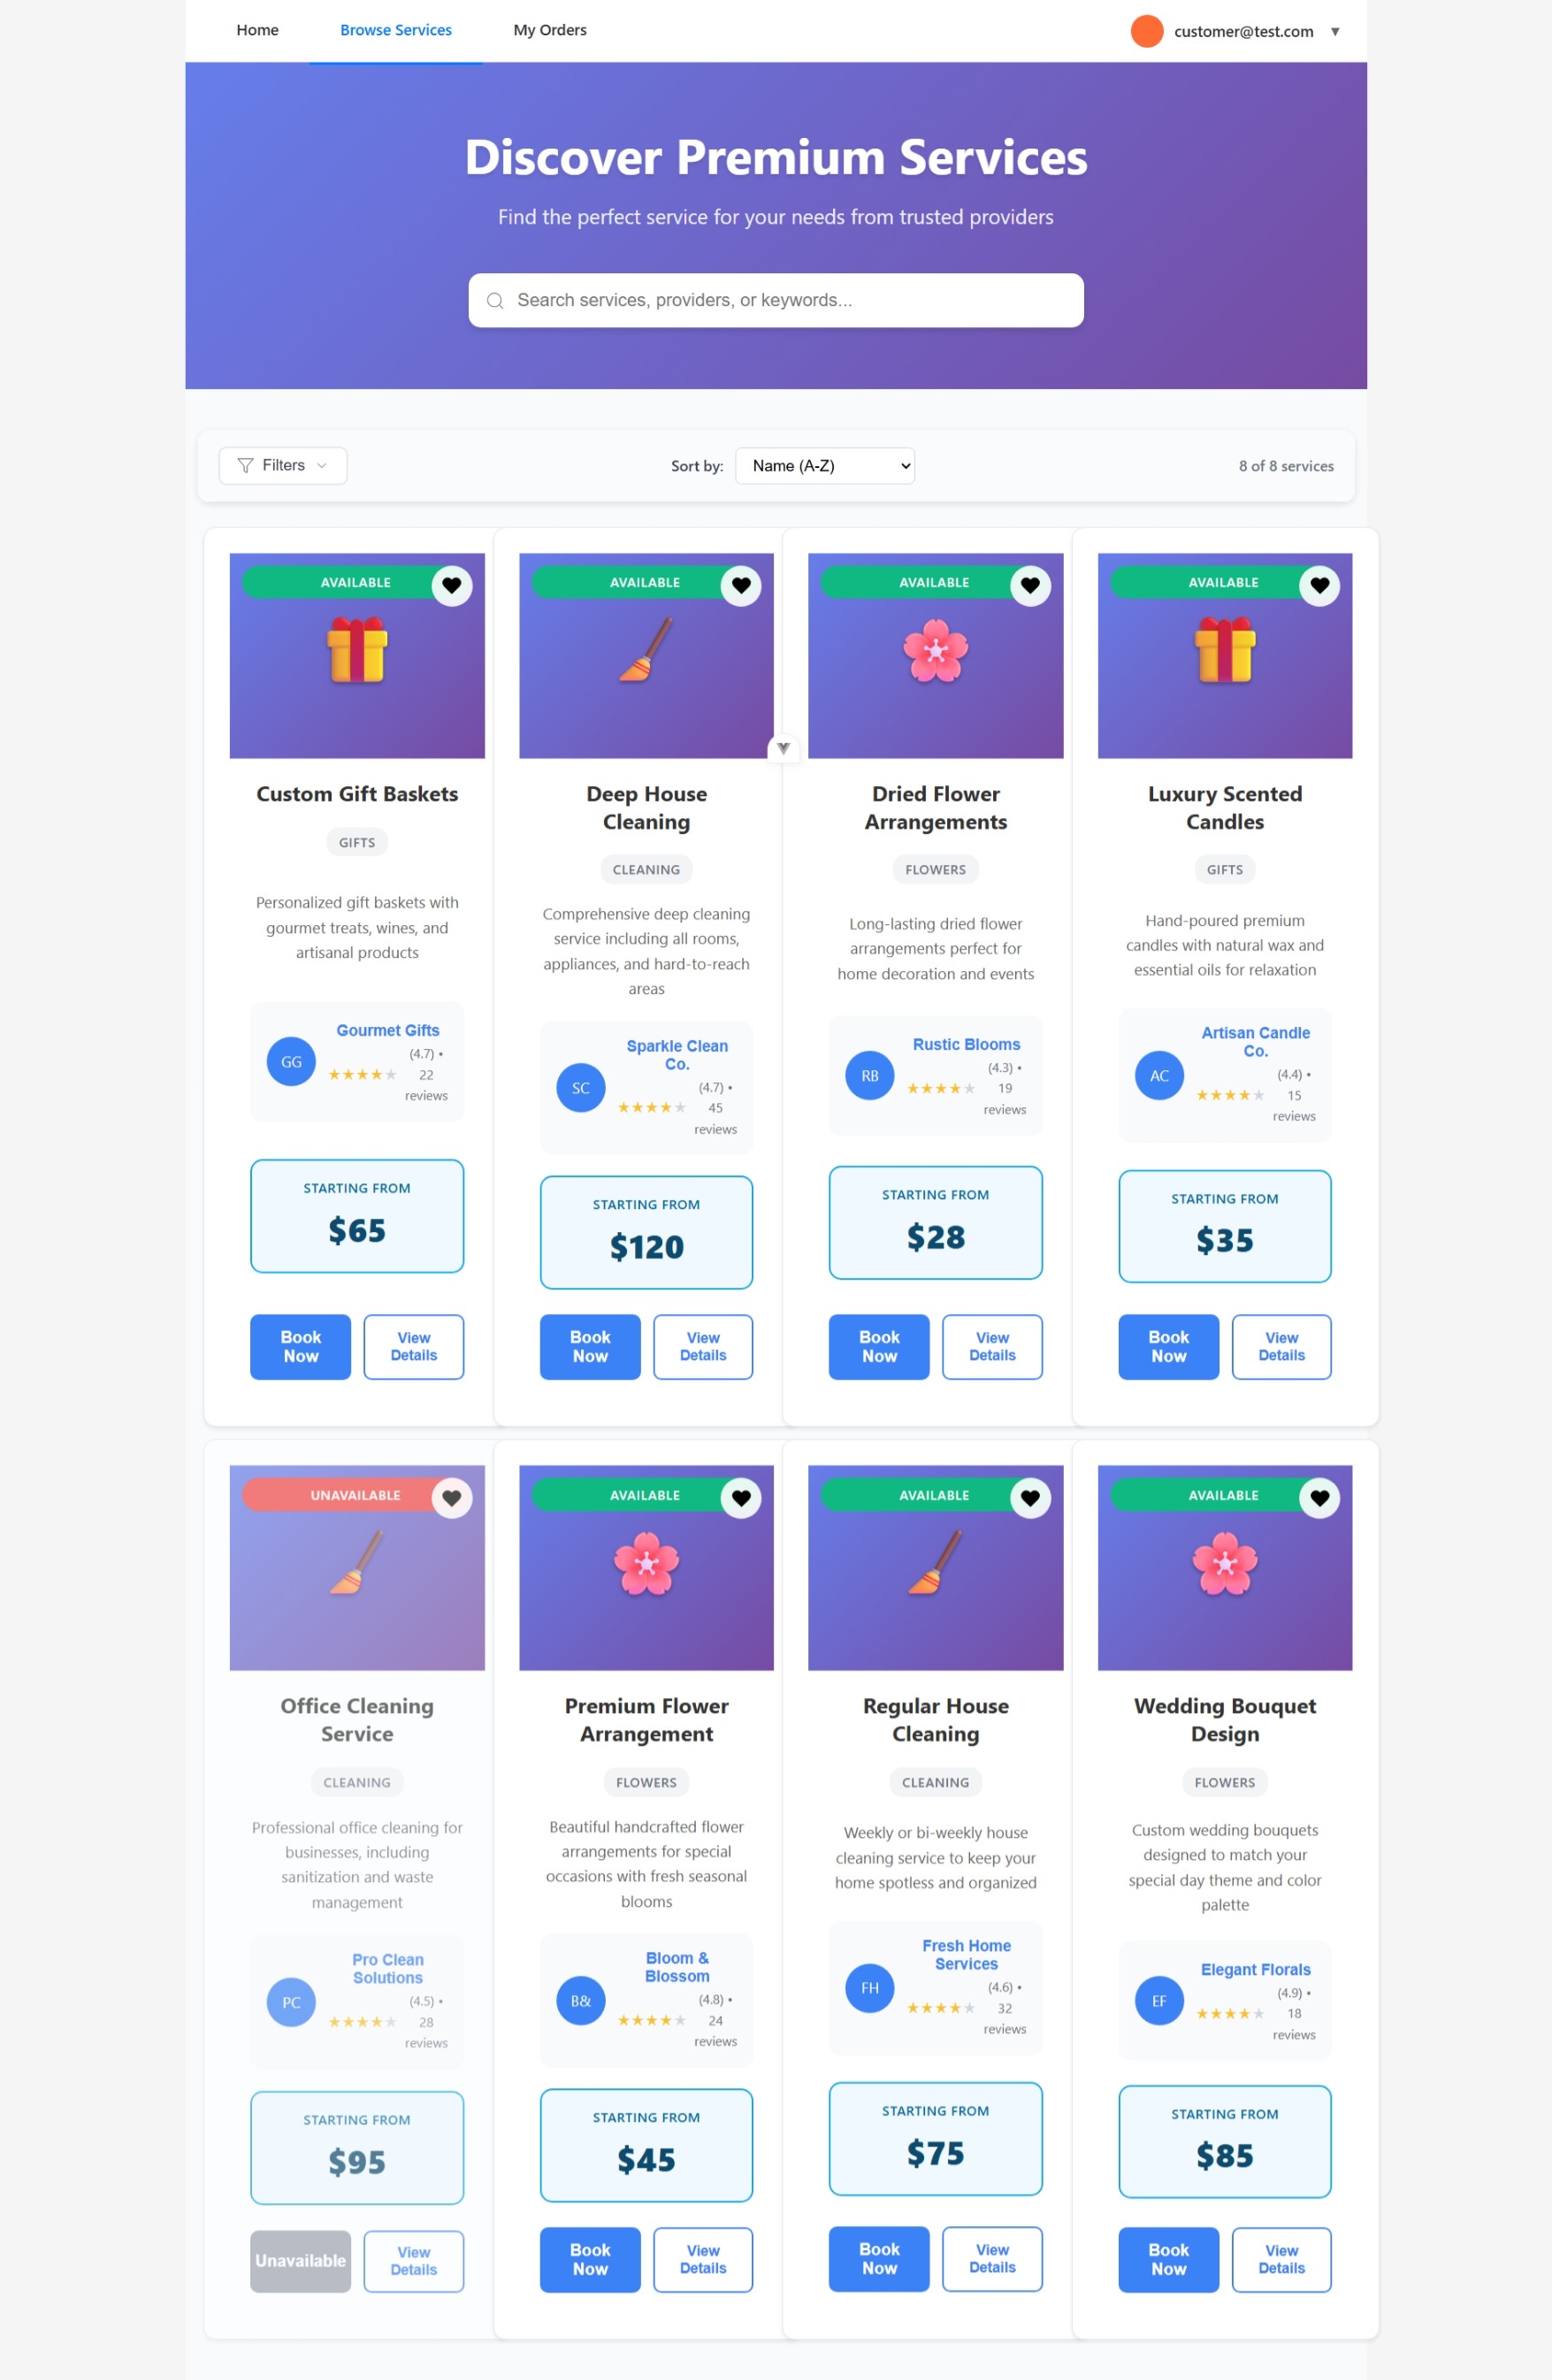 Home
Browse Services
My Orders
customer@test.com
Discover Premium Services
Find the perfect service for your needs from trusted providers
Search services, providers, or keywords...
Filters
Sort by:
Name (A-Z)
8 of 8 services
AVAILABLE
Custom Gift Baskets
GIFTS
Personalized gift baskets with
gourmet treats, wines, and
artisanal products
GG
Gourmet Gifts
★★★★★
(4.7) •
22
reviews
STARTING FROM
$65
Book
Now
View
Details
AVAILABLE
Deep House
Cleaning
CLEANING
Comprehensive deep cleaning
service including all rooms,
appliances, and hard-to-reach
areas
SC
Sparkle Clean
Co.
★★★★★
(4.7) •
45
reviews
STARTING FROM
$120
Book
Now
View
Details
AVAILABLE
Dried Flower
Arrangements
FLOWERS
Long-lasting dried flower
arrangements perfect for
home decoration and events
RB
Rustic Blooms
★★★★★
(4.3) •
19
reviews
STARTING FROM
$28
Book
Now
View
Details
AVAILABLE
Luxury Scented
Candles
GIFTS
Hand-poured premium
candles with natural wax and
essential oils for relaxation
AC
Artisan Candle
Co.
★★★★★
(4.4) •
15
reviews
STARTING FROM
$35
Book
Now
View
Details
UNAVAILABLE
Office Cleaning
Service
CLEANING
Professional office cleaning for
businesses, including
sanitization and waste
management
PC
Pro Clean
Solutions
★★★★★
(4.5) •
28
reviews
STARTING FROM
$95
Unavailable
View
Details
AVAILABLE
Premium Flower
Arrangement
FLOWERS
Beautiful handcrafted flower
arrangements for special
occasions with fresh seasonal
blooms
B&
Bloom &
Blossom
★★★★★
(4.8) •
24
reviews
STARTING FROM
$45
Book
Now
View
Details
AVAILABLE
Regular House
Cleaning
CLEANING
Weekly or bi-weekly house
cleaning service to keep your
home spotless and organized
FH
Fresh Home
Services
★★★★★
(4.6) •
32
reviews
STARTING FROM
$75
Book
Now
View
Details
AVAILABLE
Wedding Bouquet
Design
FLOWERS
Custom wedding bouquets
designed to match your
special day theme and color
palette
EF
Elegant Florals
★★★★★
(4.9) •
18
reviews
STARTING FROM
$85
Book
Now
View
Details